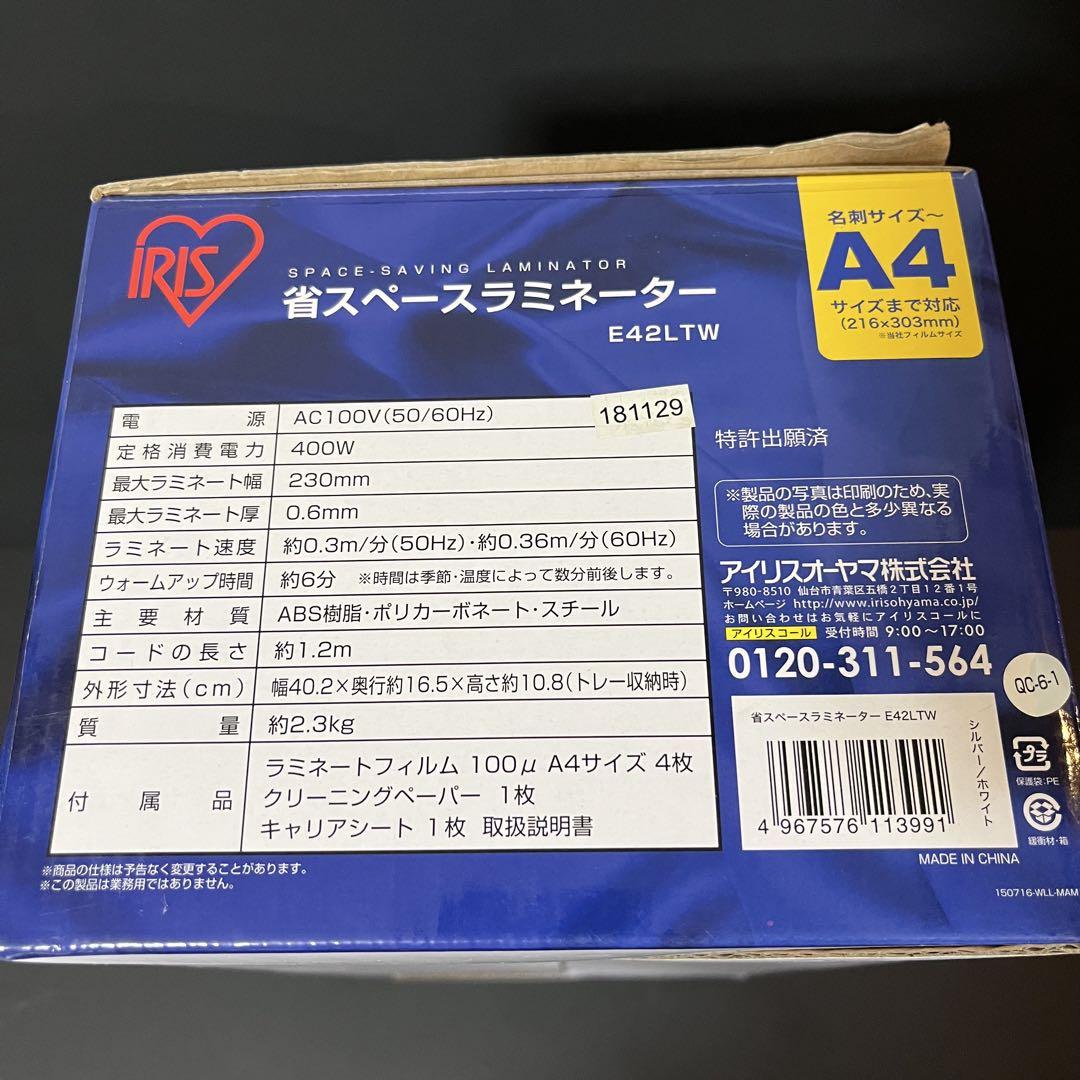 IRIS
SPACE-SAVING LAMINATOR
省スペースラミネーター
E42LTW
名刺サイズ～
A4
サイズまで対応
(216×303mm)
※当社フィルムサイズ
181129
電源 AC100V(50/60Hz)
定格消費電力 400W
最大ラミネート幅 230mm
最大ラミネート厚 0.6mm
ラミネート速度 約0.3m/分(50Hz)・約0.36m/分(60Hz)
ウォームアップ時間 約6分 ※時間は季節・温度によって数分前後します。
主要材質 ABS樹脂・ポリカーボネート・スチール
コードの長さ 約1.2m
外形寸法(cm) 幅40.2×奥行約16.5×高さ約10.8(トレー収納時)
質量 約2.3kg
付属品 ラミネートフィルム 100μ A4サイズ 4枚
クリーニングペーパー 1枚
キャリアシート 1枚 取扱説明書
※商品の仕様は予告なく変更することがあります。
※この製品は業務用ではありません。
特許出願済
※製品の写真は印刷のため、実
際の製品の色と多少異なる
場合があります。
アイリスオーヤマ株式会社
〒980-8510 仙台市青葉区五橋2丁目12番1号
ホームページ http://www.irisohyama.co.jp/
お問い合わせはお気軽にアイリスコールに
アイリスコール 受付時間 9:00～17:00
0120-311-564
QC-6-1
省スペースラミネーター E42LTW
シルバー/ホワイト
4 967576 113991
プラ
保護袋:PE
緩衝材・箱
MADE IN CHINA
150716-WLL-MAM